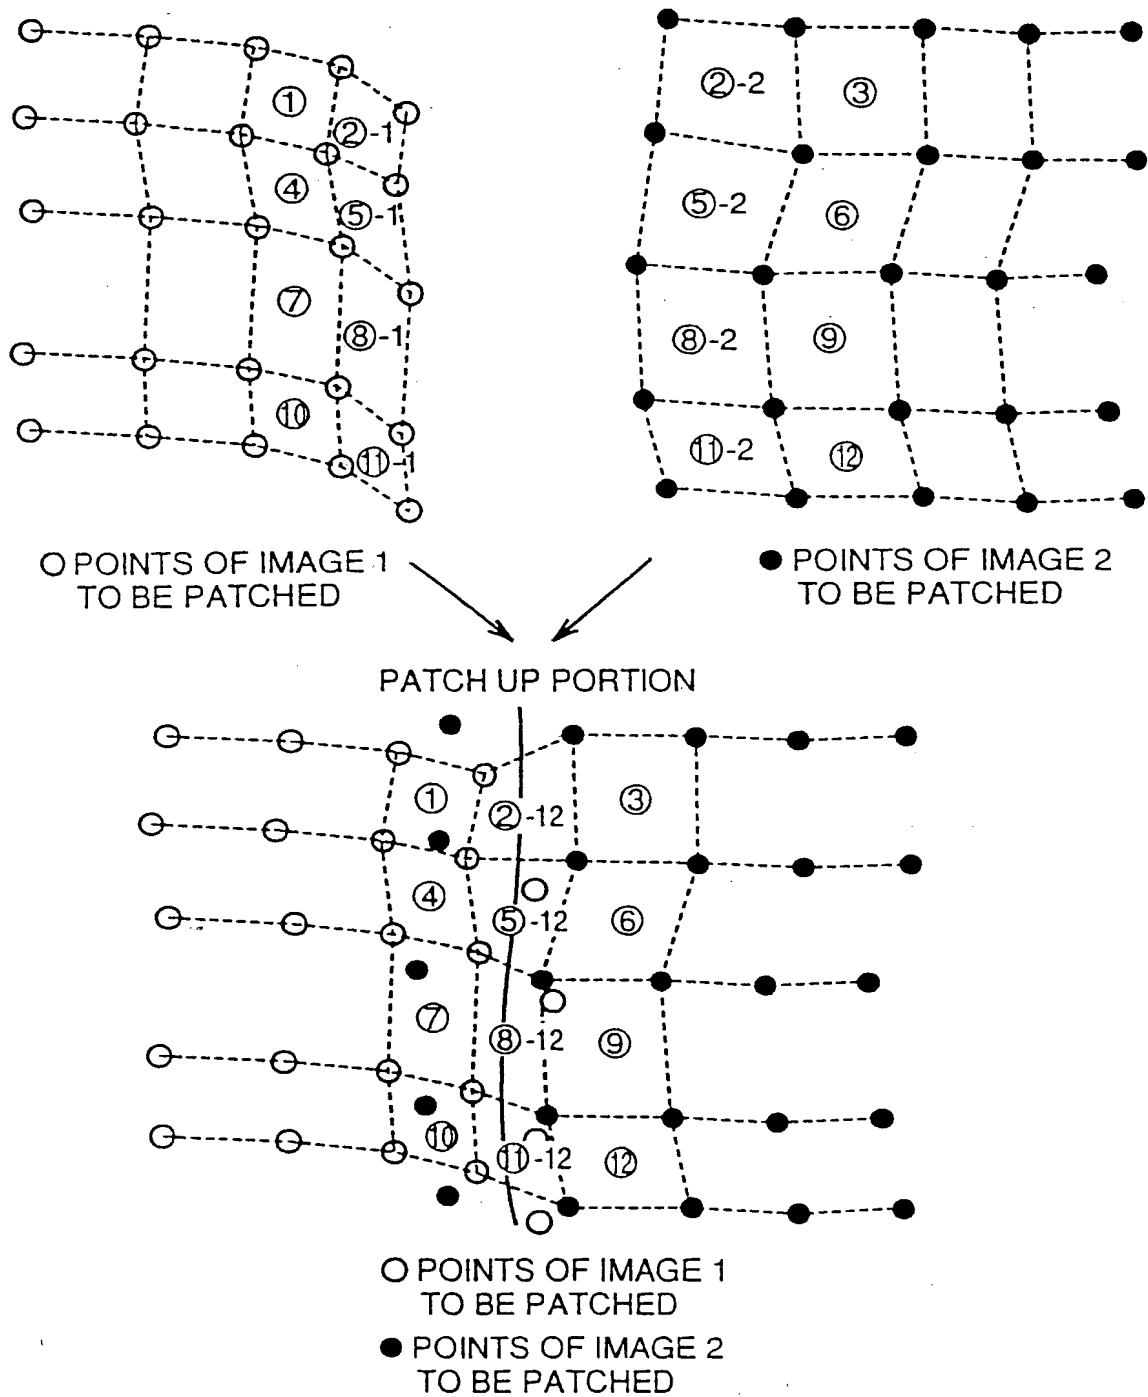 ① ②-1
④ ⑤-1
⑦ ⑧-1
⑩ ⑪-1
②-2 ③
⑤-2 ⑥
⑧-2 ⑨
⑪-2 ⑫
POINTS OF IMAGE 1
TO BE PATCHED
POINTS OF IMAGE 2
TO BE PATCHED
PATCH UP PORTION
① ②-12 ③
④ ⑤-12 ⑥
⑦ ⑧-12 ⑨
⑩ ⑪-12 ⑫
POINTS OF IMAGE 1
TO BE PATCHED
POINTS OF IMAGE 2
TO BE PATCHED